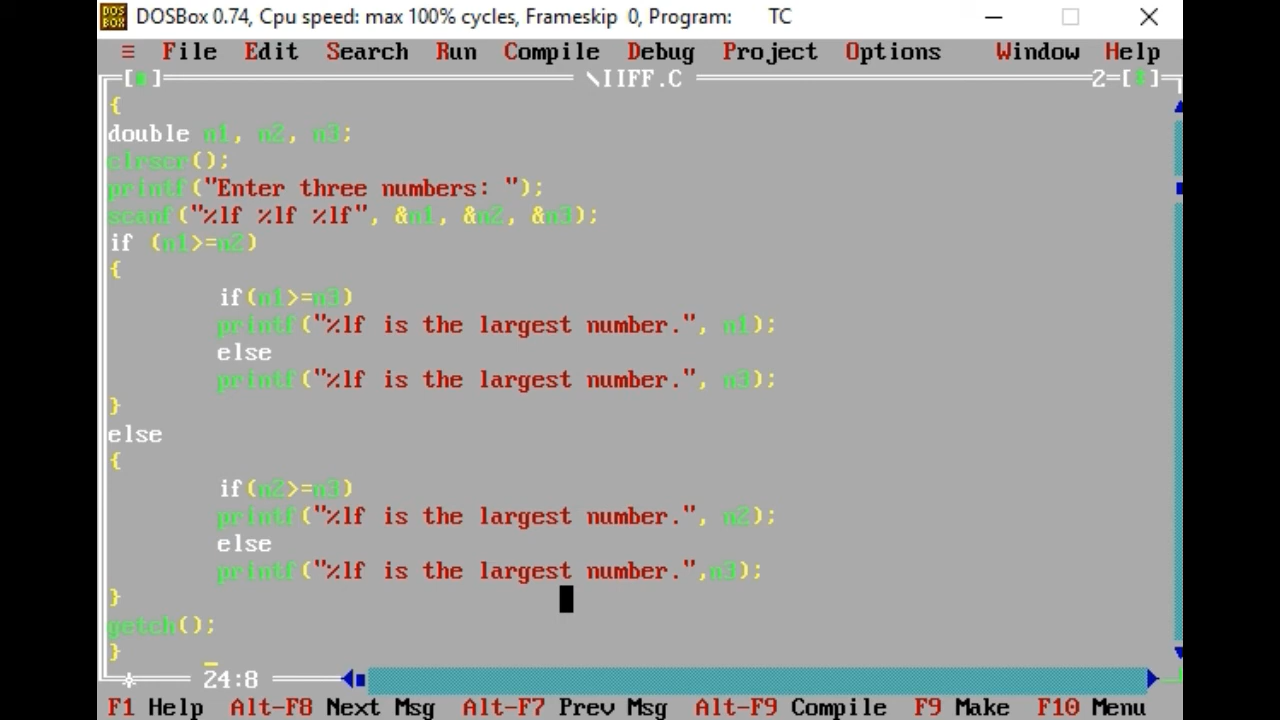 DOSBox 0.74, Cpu speed: max 100% cycles, Frameskip 0, Program: TC
≡ File Edit Search Run Compile Debug Project Options Window Help
\IIFF.C 2
{
double n1, n2, n3;
clrscr();
printf("Enter three numbers: ");
scanf("%lf %lf %lf", &n1, &n2, &n3);
if (n1>=n2)
{
if(n1>=n3)
printf("%lf is the largest number.", n1);
else
printf("%lf is the largest number.", n3);
}
else
{
if(n2>=n3)
printf("%lf is the largest number.", n2);
else
printf("%lf is the largest number.",n3);
}
getch();
}
24:8
F1 Help Alt-F8 Next Msg Alt-F7 Prev Msg Alt-F9 Compile F9 Make F10 Menu